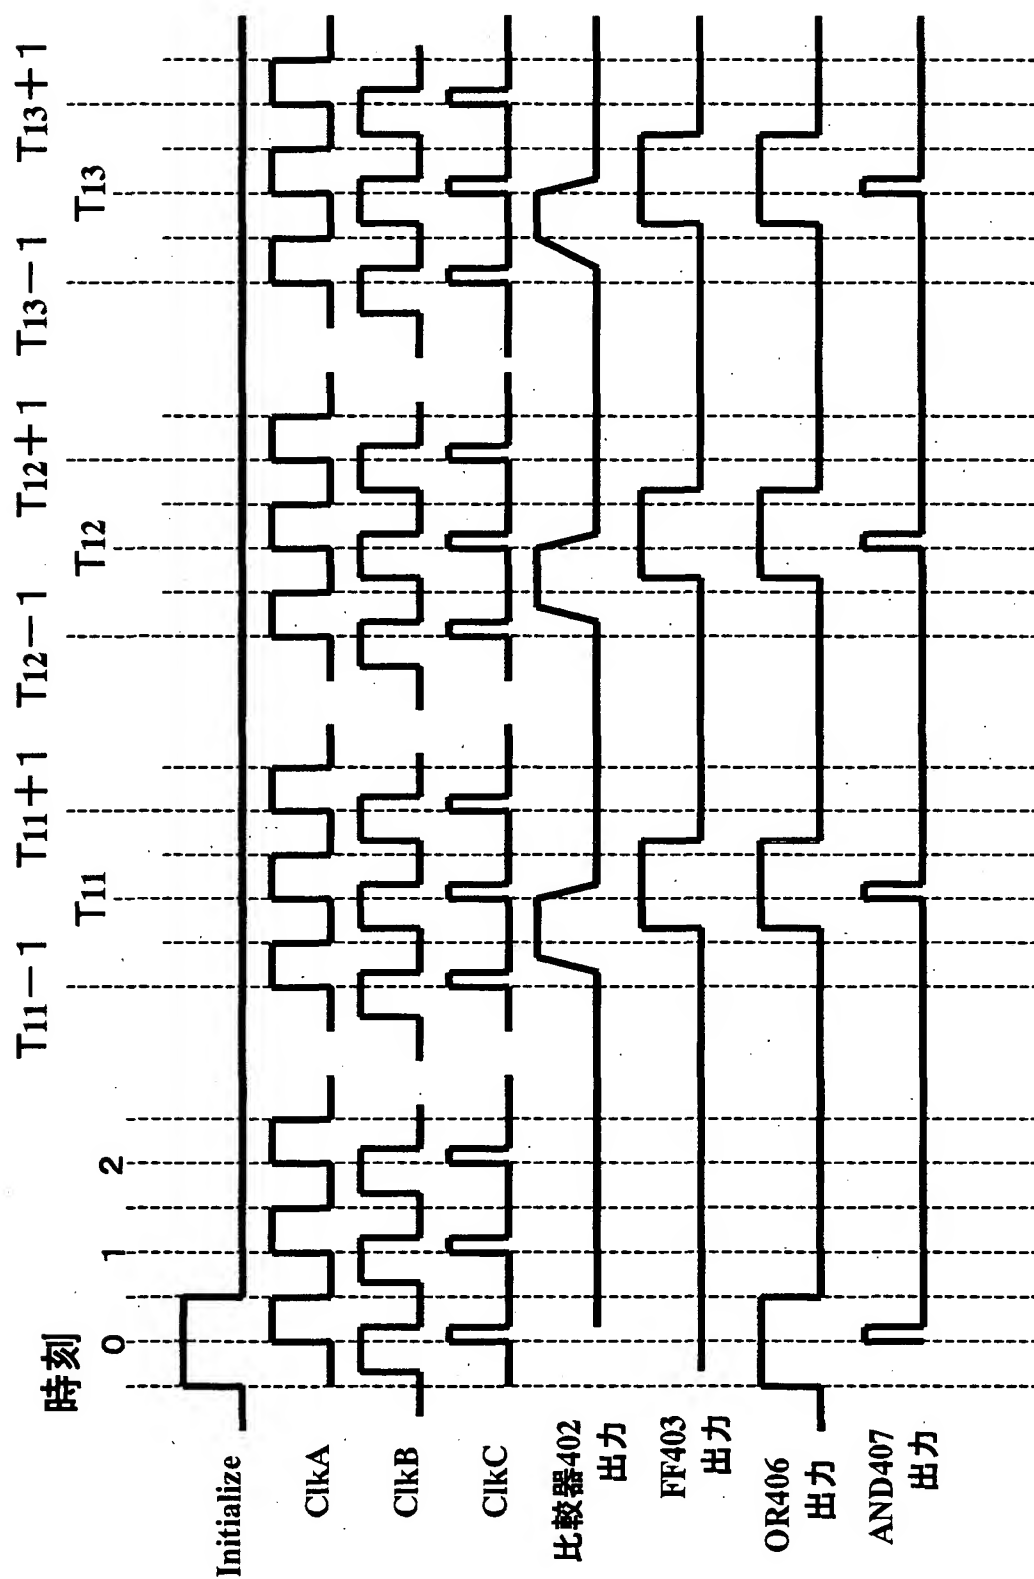 時刻
0
1
2
T11−1
T11
T11+1
T12−1
T12
T12+1
T13−1
T13
T13+1
Initialize
ClkA
ClkB
ClkC
比較器402
出力
FF403
出力
OR406
出力
AND407
出力